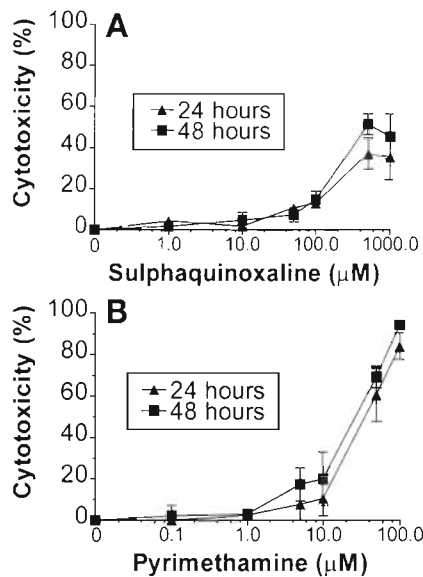 A
Cytotoxicity (%)
100
80
60
40
20
0
24 hours
48 hours
0 1.0 10.0 100.0 1000.0
Sulphaquinoxaline (µM)
B
Cytotoxicity (%)
100
80
60
40
20
0
24 hours
48 hours
0 0.1 1.0 10.0 100.0
Pyrimethamine (µM)